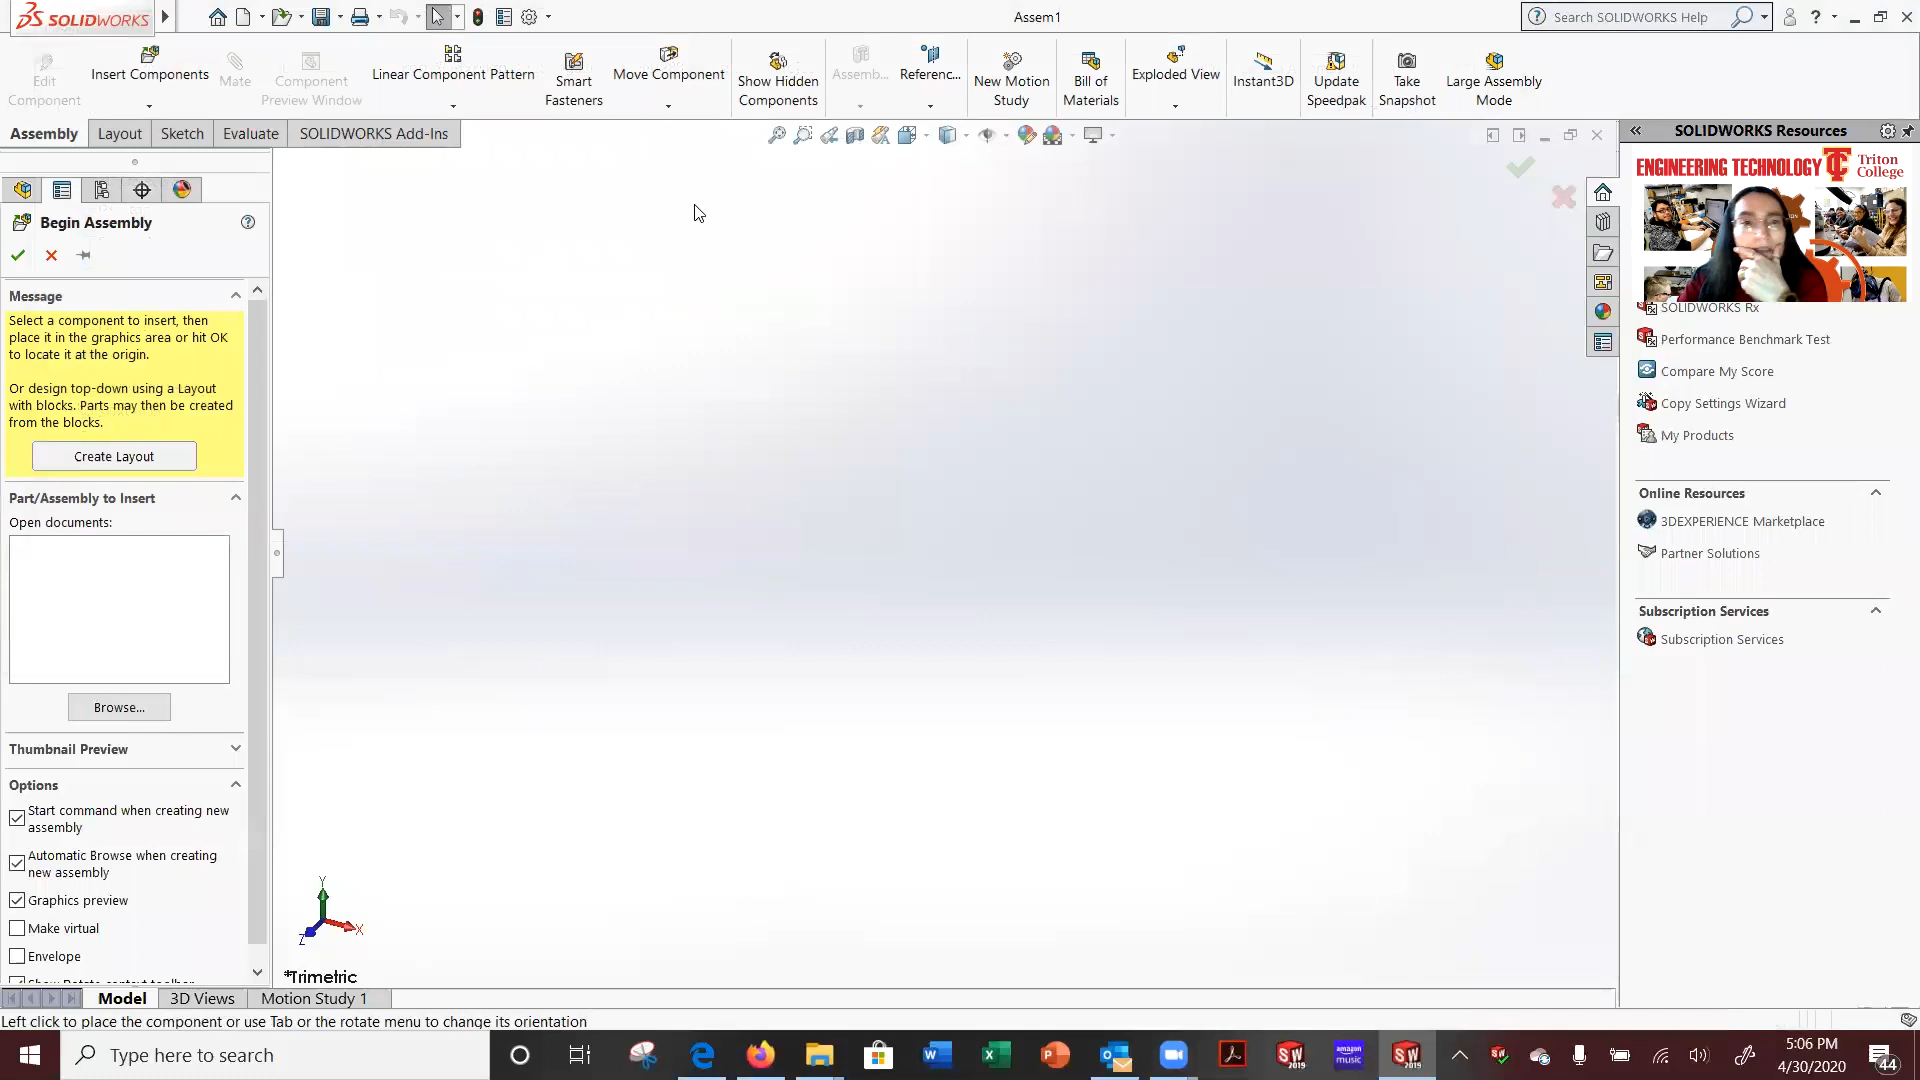 SOLIDWORKS
Assem1
Search SOLIDWORKS Help
Edit Component
Insert Components
Mate
Component Preview Window
Linear Component Pattern
Smart Fasteners
Move Component
Show Hidden Components
Assemb...
Referenc...
New Motion Study
Bill of Materials
Exploded View
Instant3D
Update Speedpak
Take Snapshot
Large Assembly Mode
Assembly
Layout
Sketch
Evaluate
SOLIDWORKS Add-Ins
SOLIDWORKS Resources
ENGINEERING TECHNOLOGY
Triton College
Begin Assembly
Message
Select a component to insert, then
place it in the graphics area or hit OK
to locate it at the origin.
Or design top-down using a Layout
with blocks. Parts may then be created
from the blocks.
Create Layout
Part/Assembly to Insert
Open documents:
Browse...
Thumbnail Preview
Options
Start command when creating new
assembly
Automatic Browse when creating
new assembly
Graphics preview
Make virtual
Envelope
Y
X
Z
*Trimetric
SOLIDWORKS Rx
Performance Benchmark Test
Compare My Score
Copy Settings Wizard
My Products
Online Resources
3DEXPERIENCE Marketplace
Partner Solutions
Subscription Services
Subscription Services
Model
3D Views
Motion Study 1
Left click to place the component or use Tab or the rotate menu to change its orientation
Type here to search
SW 2019
amazon music
SW 2019
5:06 PM
4/30/2020
44